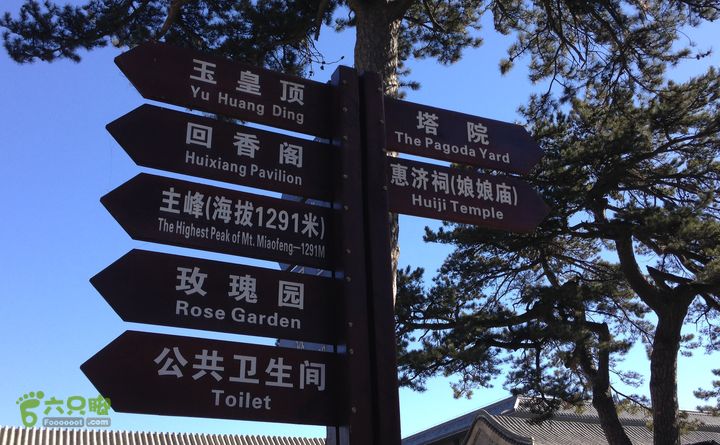 玉皇顶
Yu Huang Ding
回香阁
Huixiang Pavilion
主峰(海拔1291米)
The Highest Peak of Mt. Miaofeng—1291M
玫瑰园
Rose Garden
公共卫生间
Toilet
塔院
The Pagoda Yard
惠济祠(娘娘庙)
Huiji Temple
六只脚
Foooooot.com